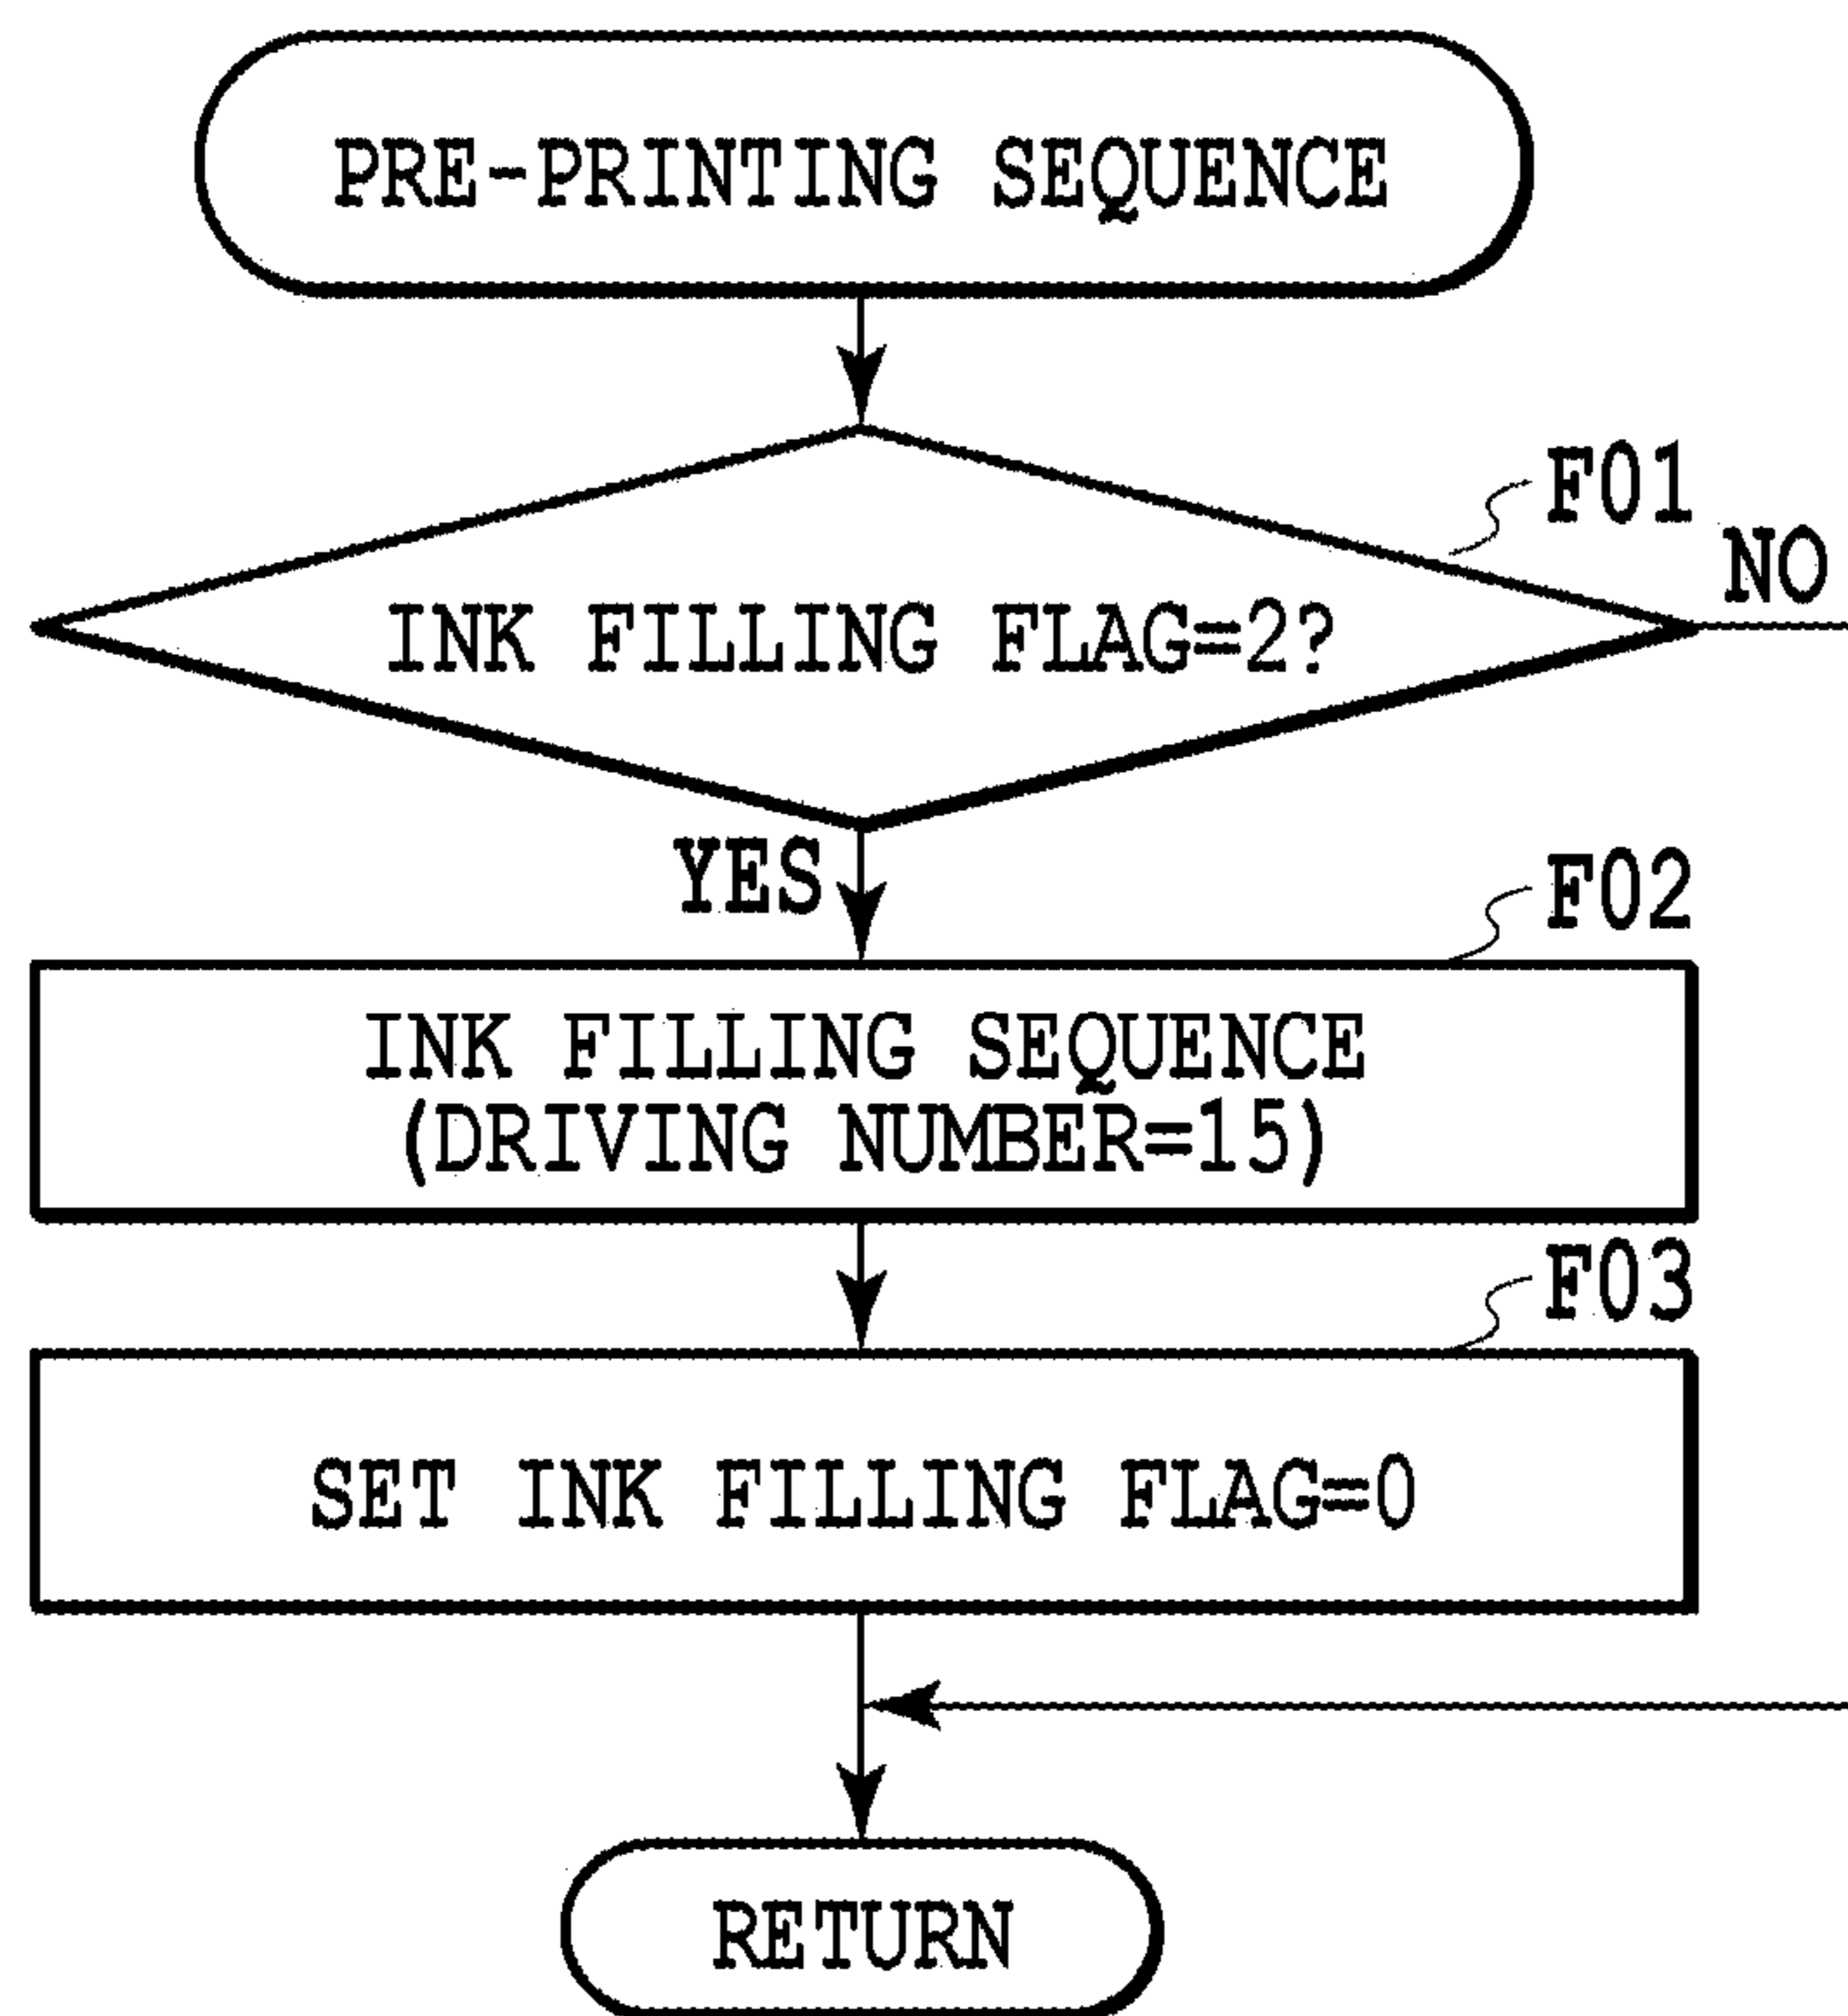 PRE-PRINTING SEQUENCE
F01
NO
INK FILLING FLAG=2?
YES
F02
INK FILLING SEQUENCE
(DRIVING NUMBER=15)
F03
SET INK FILLING FLAG=0
RETURN